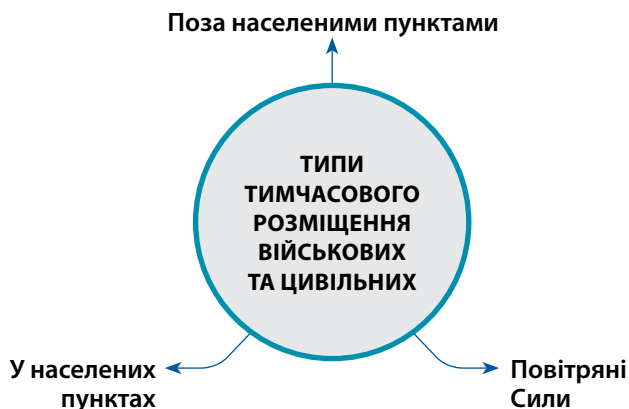 Поза населеними пунктами
ТИПИ
ТИМЧАСОВОГО
РОЗМІЩЕННЯ
ВІЙСЬКОВИХ
ТА ЦИВІЛЬНИХ
У населених
пунктах
Повітряні
Сили